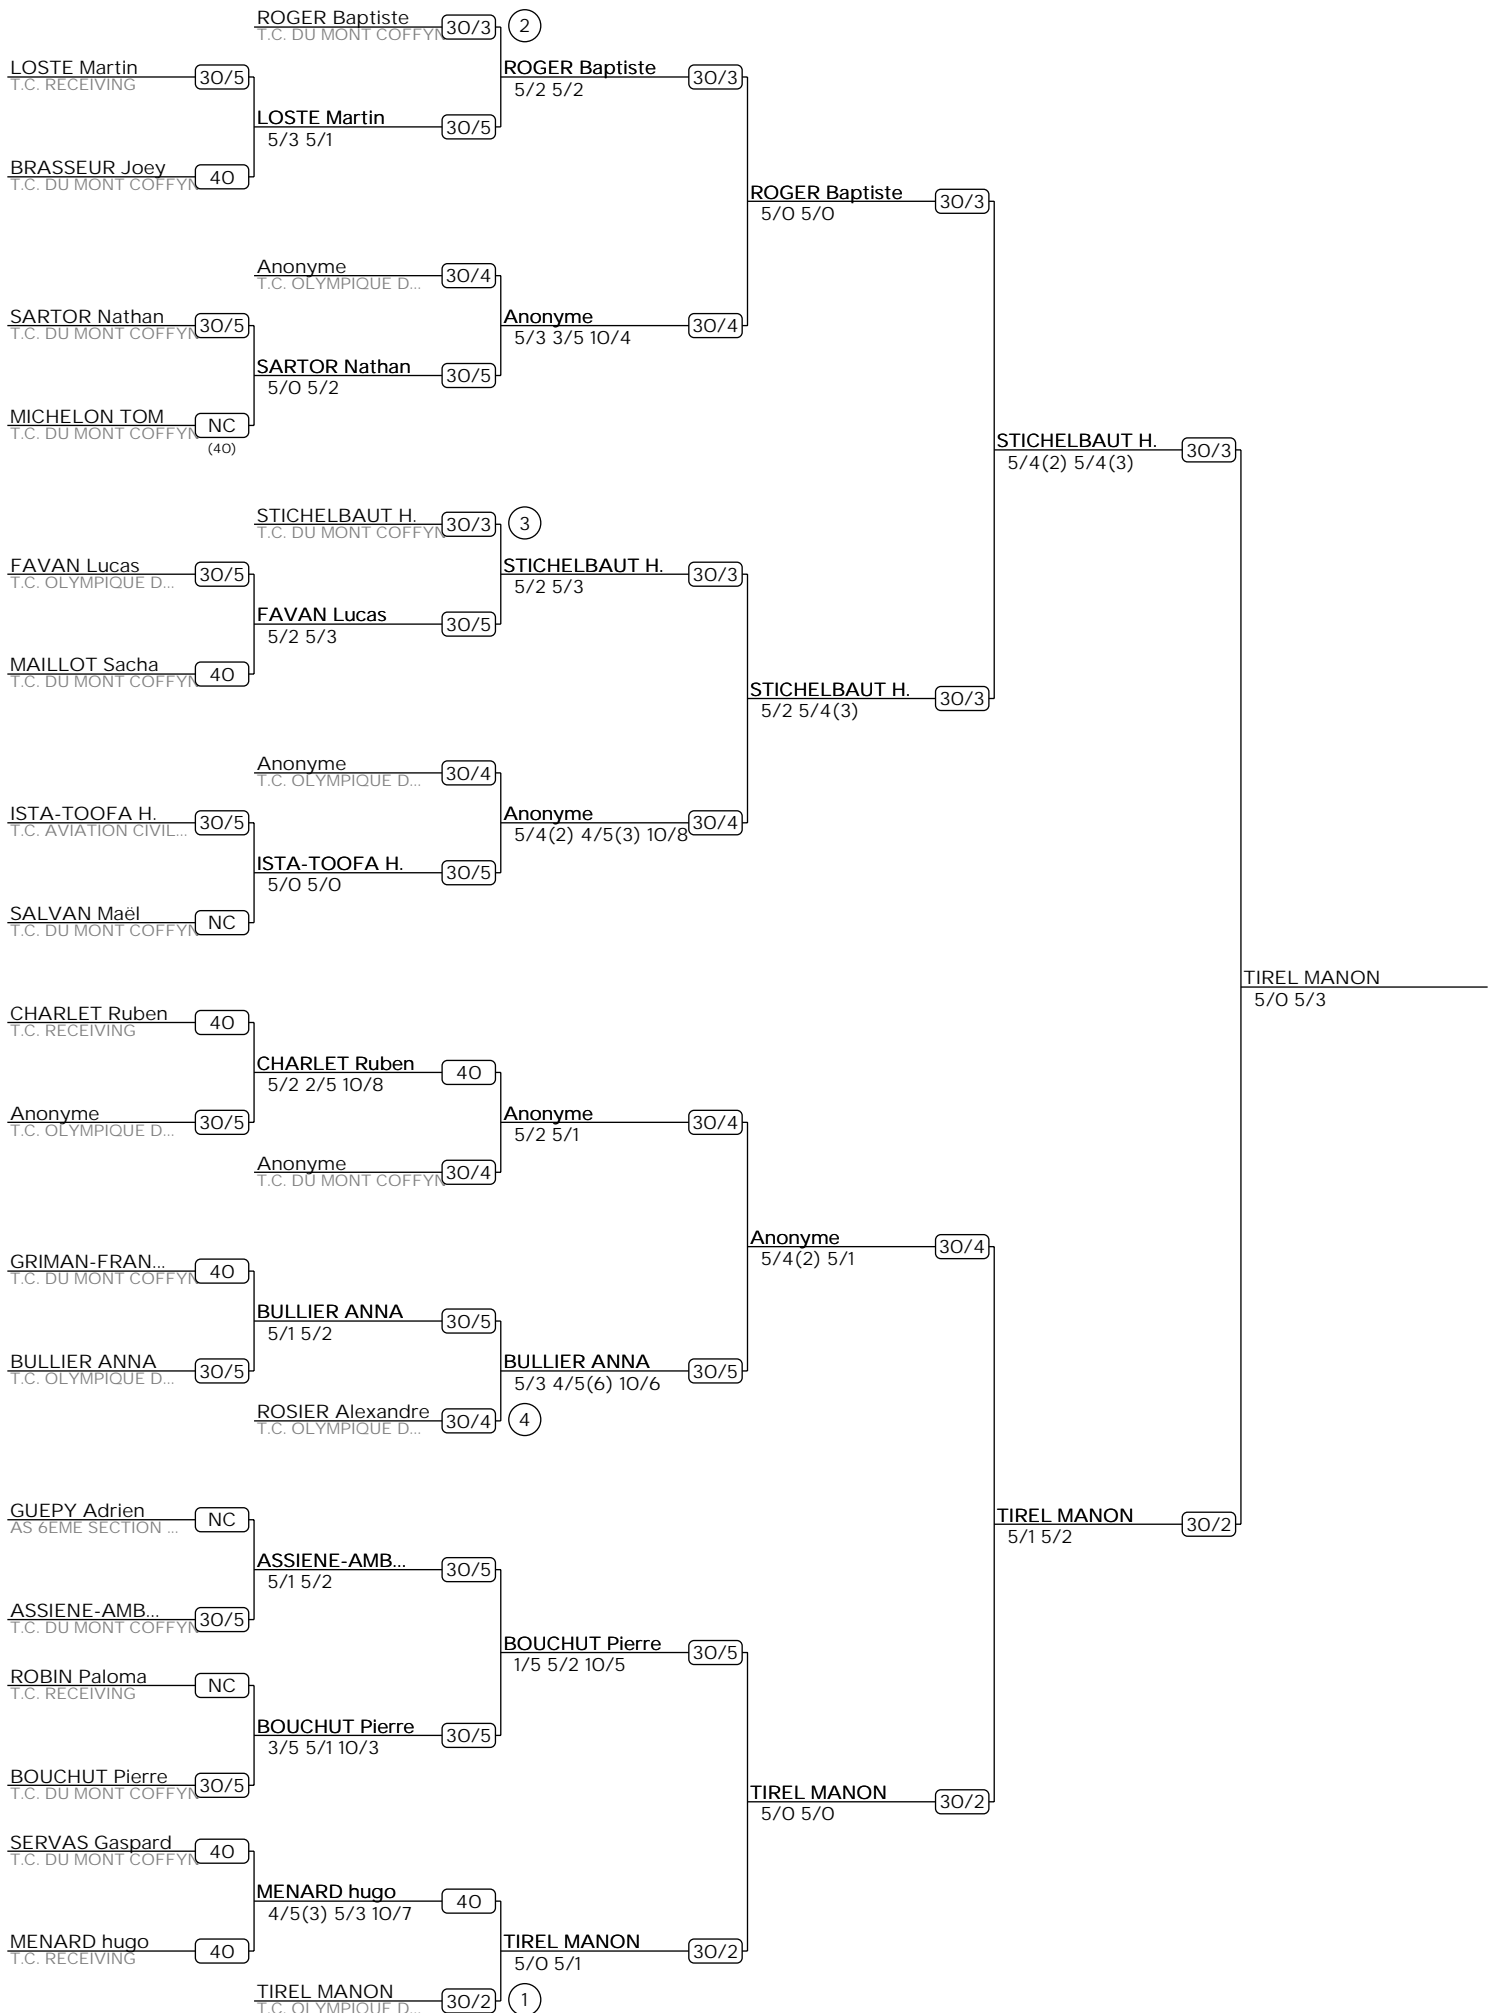 ROGER Baptiste 30/3 2
T.C. DU MONT COFFYN
LOSTE Martin 30/5
T.C. RECEIVING
ROGER Baptiste 30/3
5/2 5/2
LOSTE Martin 30/5
5/3 5/1
BRASSEUR Joey 40
T.C. DU MONT COFFYN
ROGER Baptiste 30/3
5/0 5/0
Anonyme 30/4
T.C. OLYMPIQUE D...
SARTOR Nathan 30/5
T.C. DU MONT COFFYN
Anonyme 30/4
5/3 3/5 10/4
SARTOR Nathan 30/5
5/0 5/2
MICHELON TOM NC
T.C. DU MONT COFFYN
(40)
STICHELBAUT H. 30/3
5/4(2) 5/4(3)
STICHELBAUT H. 30/3 3
T.C. DU MONT COFFYN
FAVAN Lucas 30/5
T.C. OLYMPIQUE D...
STICHELBAUT H. 30/3
5/2 5/3
FAVAN Lucas 30/5
5/2 5/3
MAILLOT Sacha 40
T.C. DU MONT COFFYN
STICHELBAUT H. 30/3
5/2 5/4(3)
Anonyme 30/4
T.C. OLYMPIQUE D...
ISTA-TOOFA H. 30/5
T.C. AVIATION CIVIL...
Anonyme 30/4
5/4(2) 4/5(3) 10/8
ISTA-TOOFA H. 30/5
5/0 5/0
SALVAN Maël NC
T.C. DU MONT COFFYN
TIREL MANON
5/0 5/3
CHARLET Ruben 40
T.C. RECEIVING
CHARLET Ruben 40
5/2 2/5 10/8
Anonyme 30/5
T.C. OLYMPIQUE D...
Anonyme 30/4
5/2 5/1
Anonyme 30/4
T.C. DU MONT COFFYN
Anonyme 30/4
5/4(2) 5/1
GRIMAN-FRAN... 40
T.C. DU MONT COFFYN
BULLIER ANNA 30/5
5/1 5/2
BULLIER ANNA 30/5
T.C. OLYMPIQUE D...
BULLIER ANNA 30/5
5/3 4/5(6) 10/6
ROSIER Alexandre 30/4 4
T.C. OLYMPIQUE D...
GUEPY Adrien NC
AS 6EME SECTION ...
TIREL MANON 30/2
5/1 5/2
ASSIENE-AMB... 30/5
5/1 5/2
ASSIENE-AMB... 30/5
T.C. DU MONT COFFYN
BOUCHUT Pierre 30/5
1/5 5/2 10/5
ROBIN Paloma NC
T.C. RECEIVING
BOUCHUT Pierre 30/5
3/5 5/1 10/3
BOUCHUT Pierre 30/5
T.C. DU MONT COFFYN
TIREL MANON 30/2
5/0 5/0
SERVAS Gaspard 40
T.C. DU MONT COFFYN
MENARD hugo 40
4/5(3) 5/3 10/7
MENARD hugo 40
T.C. RECEIVING
TIREL MANON 30/2
5/0 5/1
TIREL MANON 30/2 1
T.C. OLYMPIQUE D...